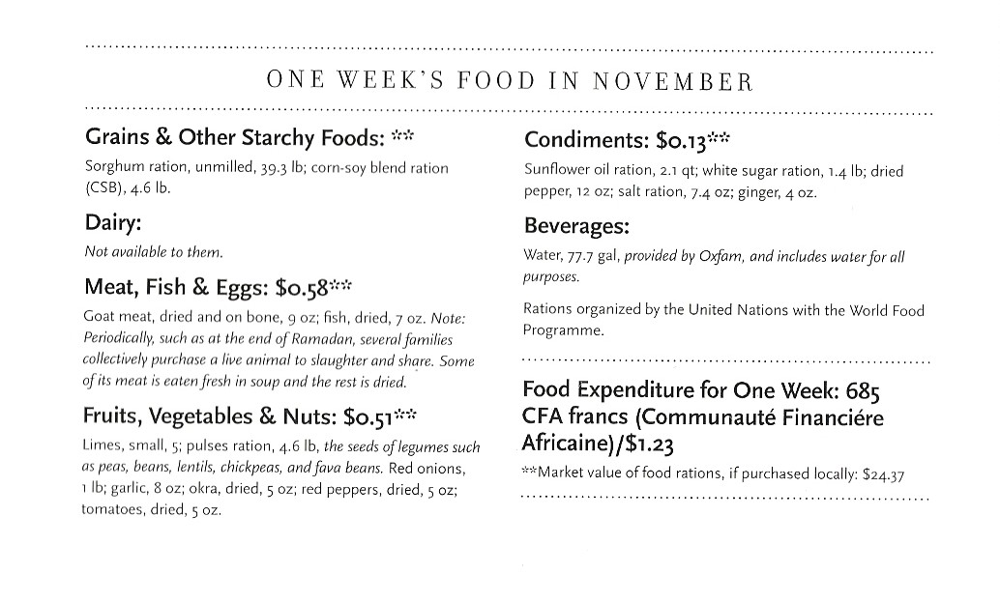 ONE WEEK'S FOOD IN NOVEMBER
Grains & Other Starchy Foods: **
Sorghum ration, unmilled, 39.3 lb; corn-soy blend ration
(CSB), 4.6 lb.
Dairy:
Not available to them.
Meat, Fish & Eggs: $0.58**
Goat meat, dried and on bone, 9 oz; fish, dried, 7 oz. Note:
Periodically, such as at the end of Ramadan, several families
collectively purchase a live animal to slaughter and share. Some
of its meat is eaten fresh in soup and the rest is dried.
Fruits, Vegetables & Nuts: $0.51**
Limes, small, 5; pulses ration, 4.6 lb, the seeds of legumes such
as peas, beans, lentils, chickpeas, and fava beans. Red onions,
1 lb; garlic, 8 oz; okra, dried, 5 oz; red peppers, dried, 5 oz;
tomatoes, dried, 5 oz.
Condiments: $0.13**
Sunflower oil ration, 2.1 qt; white sugar ration, 1.4 lb; dried
pepper, 12 oz; salt ration, 7.4 oz; ginger, 4 oz.
Beverages:
Water, 77.7 gal, provided by Oxfam, and includes water for all
purposes.
Rations organized by the United Nations with the World Food
Programme.
Food Expenditure for One Week: 685
CFA francs (Communauté Financiére
Africaine)/$1.23
**Market value of food rations, if purchased locally: $24.37